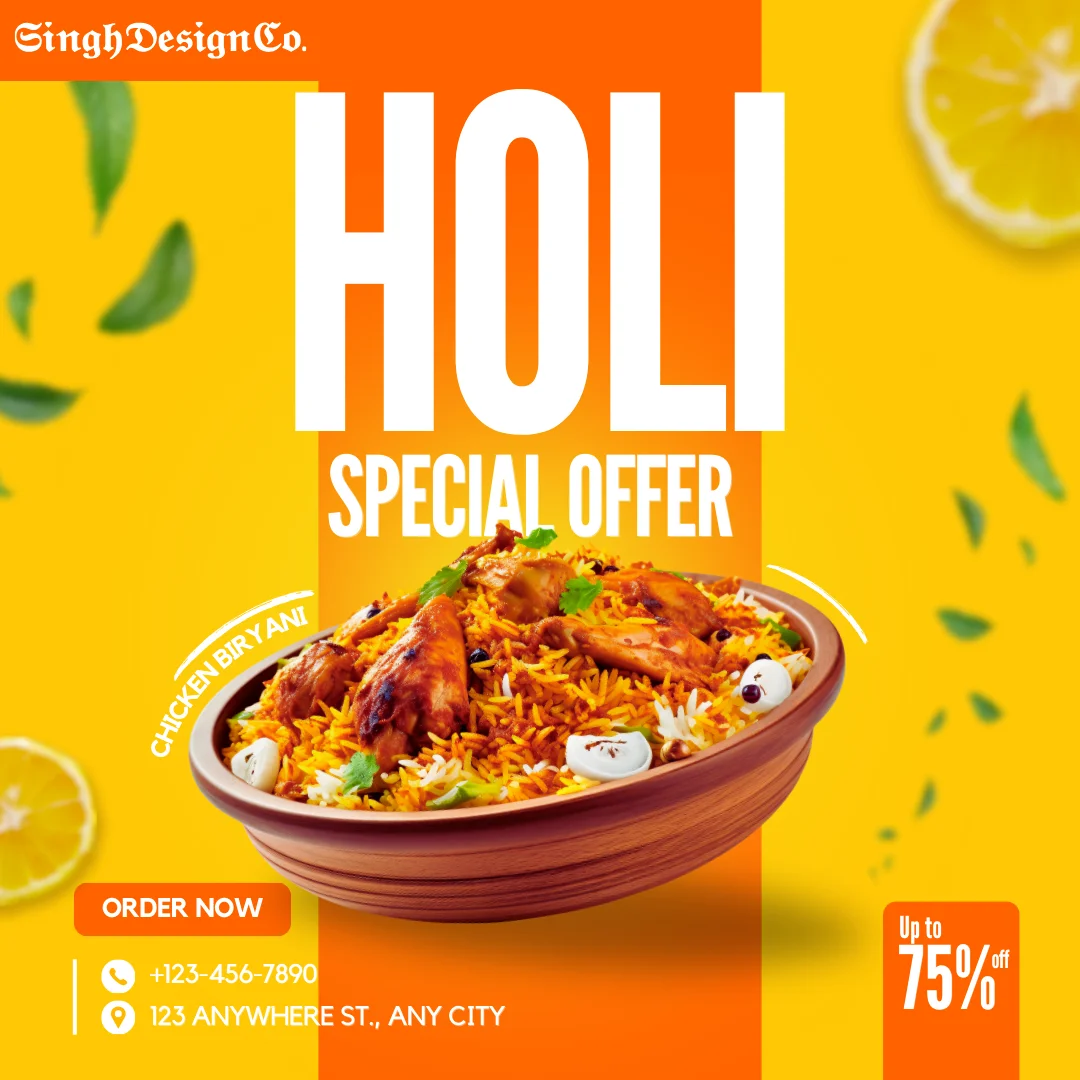 SinghDesignCo.
HOLI
SPECIAL OFFER
CHICKEN BIRYANI
ORDER NOW
+123-456-7890
123 ANYWHERE ST., ANY CITY
Up to
75% off